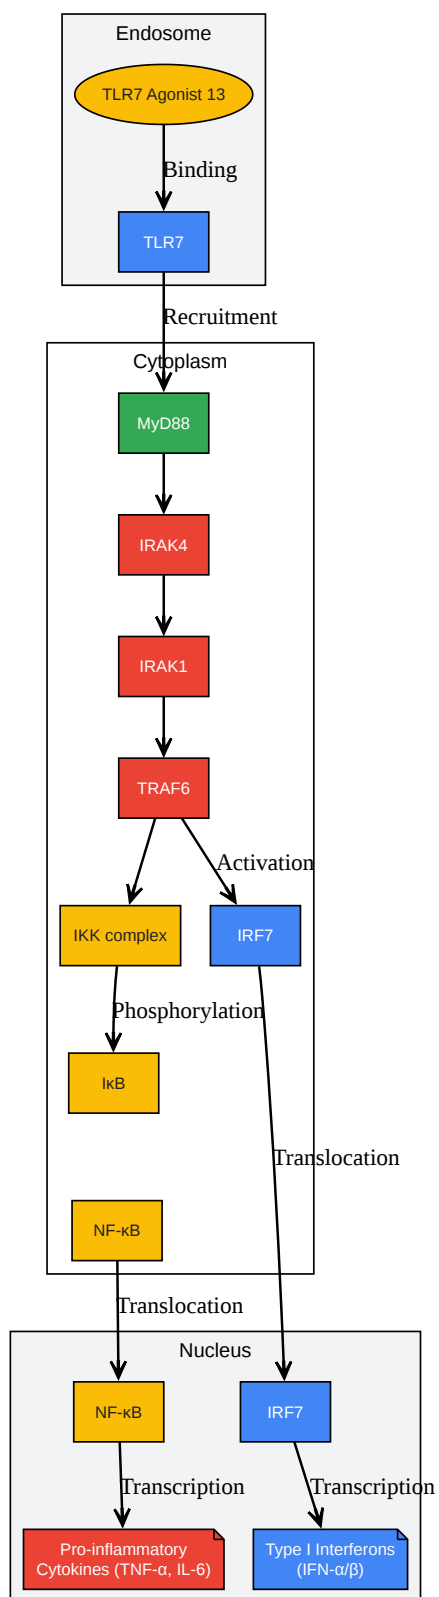 Endosome
TLR7 Agonist 13
Binding
TLR7
Recruitment
Cytoplasm
MyD88
IRAK4
IRAK1
TRAF6
Activation
IKK complex
IRF7
Phosphorylation
IκB
Translocation
NF-κB
Translocation
Nucleus
NF-κB
IRF7
Transcription
Transcription
Pro-inflammatory
Cytokines (TNF-α, IL-6)
Type I Interferons
(IFN-α/β)